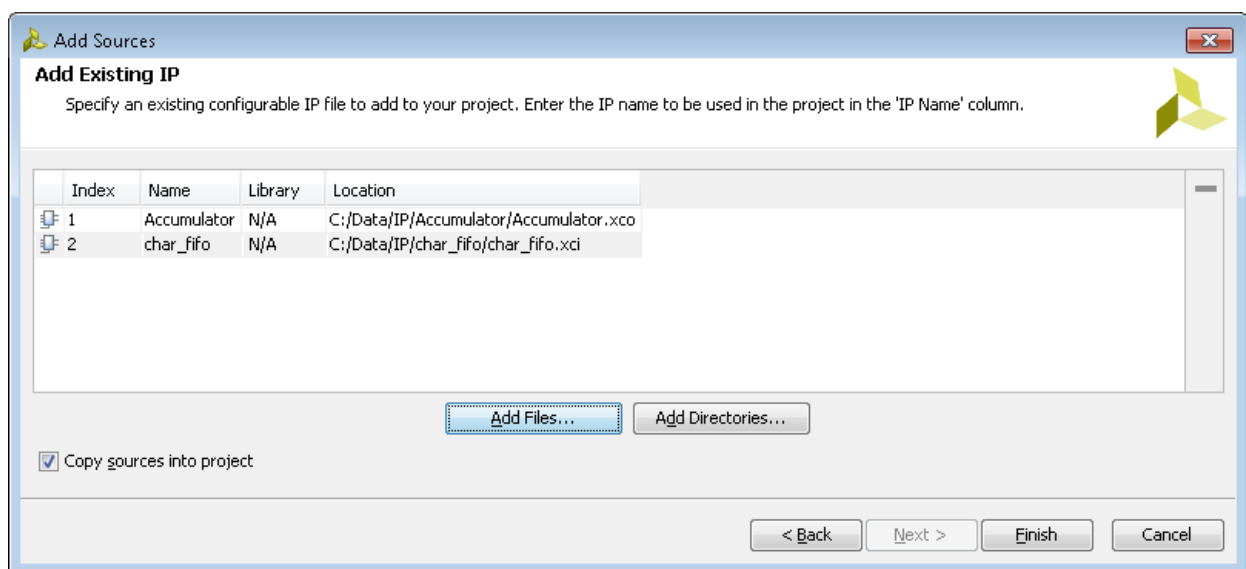 Add Sources
Add Existing IP
Specify an existing configurable IP file to add to your project. Enter the IP name to be used in the project in the 'IP Name' column.
Index Name Library Location
1 Accumulator N/A C:/Data/IP/Accumulator/Accumulator.xco
2 char_fifo N/A C:/Data/IP/char_fifo/char_fifo.xci
Add Files... Add Directories...
Copy sources into project
< Back Next > Finish Cancel